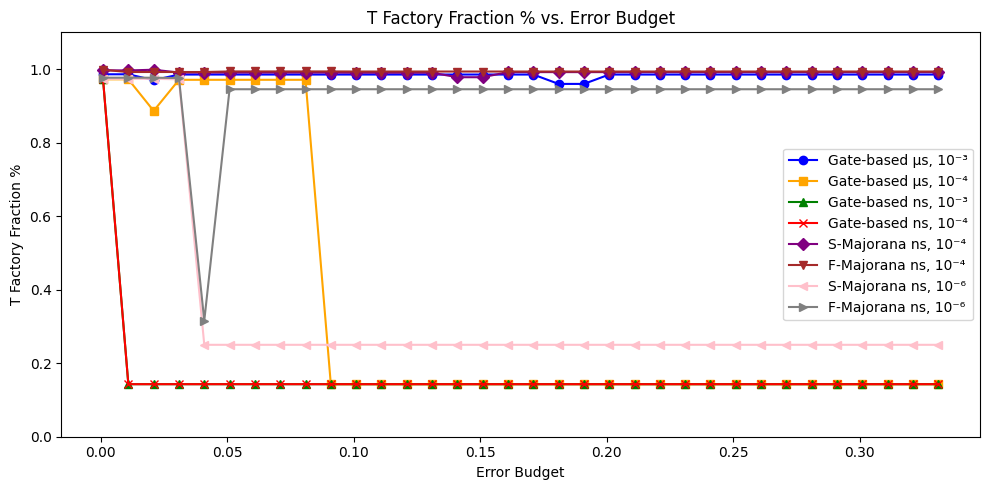 T Factory Fraction % vs. Error Budget
T Factory Fraction %
1.0
0.8
0.6
0.4
0.2
0.0
Gate-based μs, 10⁻³
Gate-based μs, 10⁻⁴
Gate-based ns, 10⁻³
Gate-based ns, 10⁻⁴
S-Majorana ns, 10⁻⁴
F-Majorana ns, 10⁻⁴
S-Majorana ns, 10⁻⁶
F-Majorana ns, 10⁻⁶
0.00 0.05 0.10 0.15 0.20 0.25 0.30
Error Budget